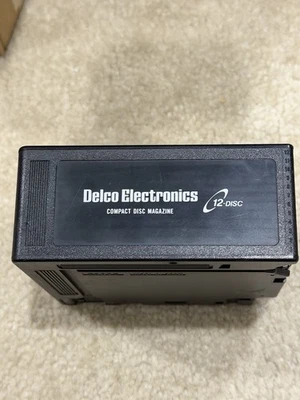 Delco Electronics
COMPACT DISC MAGAZINE
12-DISC